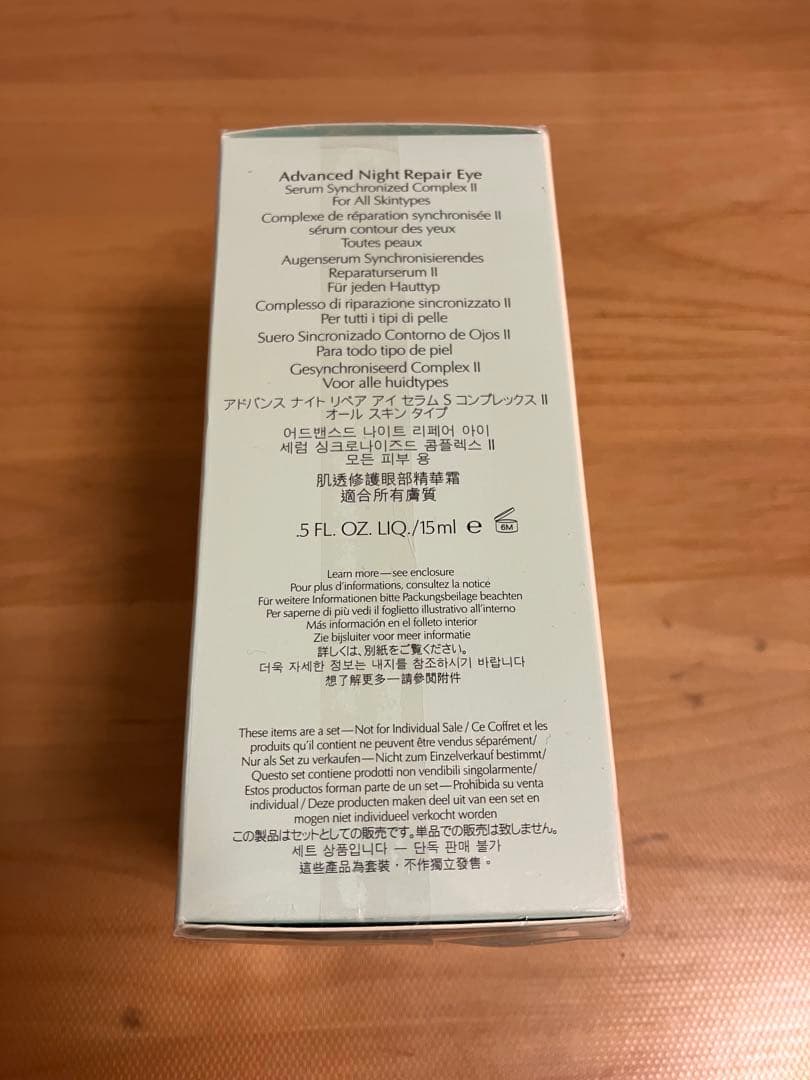 Advanced Night Repair Eye
Serum Synchronized Complex II
For All Skintypes
Complexe de réparation synchronisée II
sérum contour des yeux
Toutes peaux
Augenserum Synchronisierendes
Reparaturserum II
Für jeden Hauttyp
Complesso di riparazione sincronizzato II
Per tutti i tipi di pelle
Suero Sincronizado Contorno de Ojos II
Para todo tipo de piel
Gesynchroniseerd Complex II
Voor alle huidtypes
アドバンス ナイト リペア アイ セラム S コンプレックス II
オール スキン タイプ
어드밴스드 나이트 리페어 아이
세럼 싱크로나이즈드 콤플렉스 II
모든 피부 용
肌透修護眼部精華霜
適合所有膚質
.5 FL. OZ. LIQ./15ml e 6M
Learn more—see enclosure
Pour plus d'informations, consultez la notice
Für weitere Informationen bitte Packungsbeilage beachten
Per saperne di più vedi il foglietto illustrativo all'interno
Más información en el folleto interior
Zie bijsluiter voor meer informatie
詳しくは、別紙をご覧ください。
더욱 자세한 정보는 내지를 참조하시기 바랍니다
想了解更多—請參閱附件
These items are a set—Not for Individual Sale / Ce Coffret et les
produits qu'il contient ne peuvent être vendus séparément/
Nur als Set zu verkaufen—Nicht zum Einzelverkauf bestimmt/
Questo set contiene prodotti non vendibili singolarmente/
Estos productos forman parte de un set—Prohibida su venta
individual / Deze producten maken deel uit van een set en
mogen niet individueel verkocht worden
この製品はセットとしての販売です。単品での販売は致しません。
세트 상품입니다 — 단독 판매 불가
這些產品為套裝，不作獨立發售。